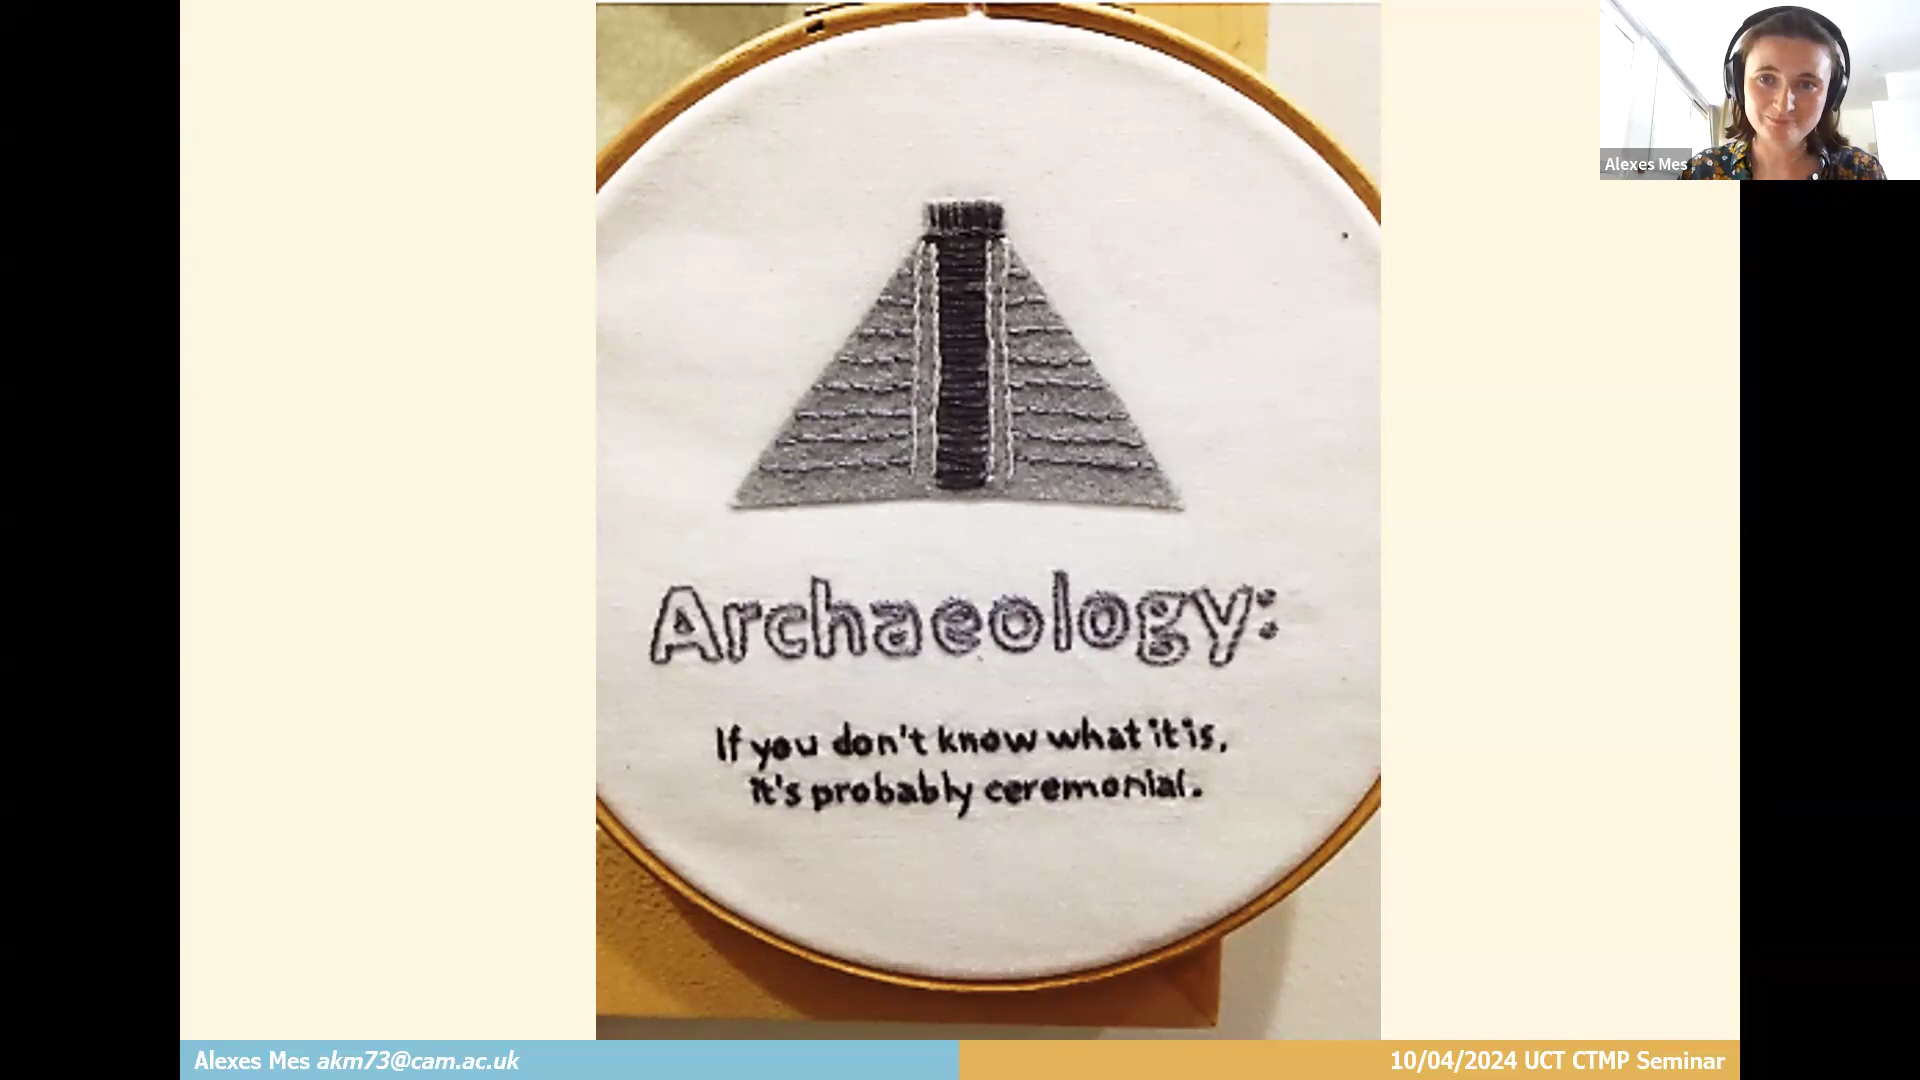 Alexes Mes
Archaeology:
If you don't know what it is,
it's probably ceremonial.
Alexes Mes akm73@cam.ac.uk
10/04/2024 UCT CTMP Seminar